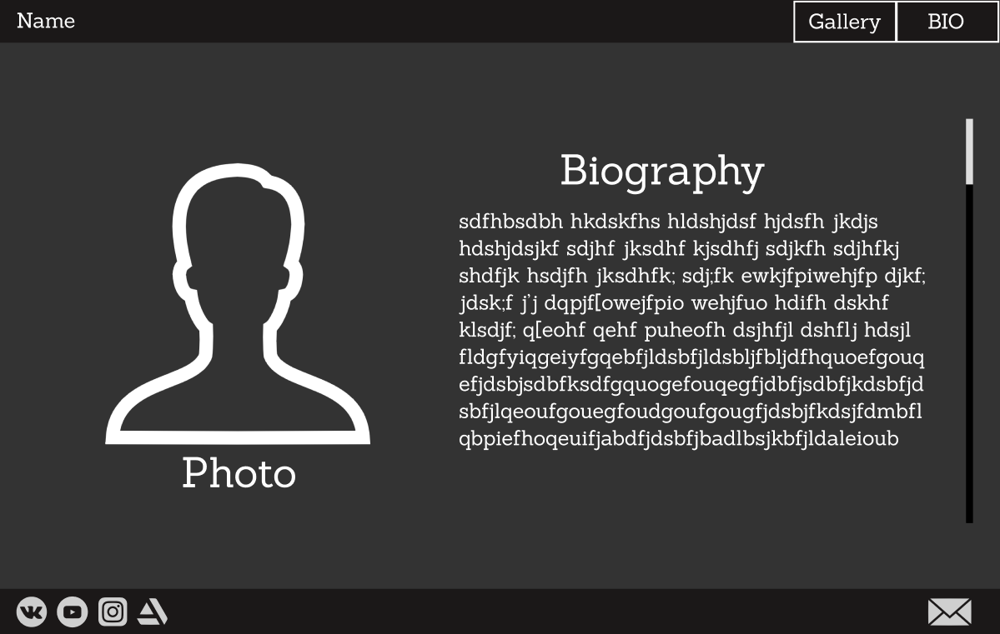 Name
Gallery
BIO
Biography
sdfhbsdbh hkdskfhs hldshjdsf hjdsfh jkdjs
hdshjdsjkf sdjhf jksdhf kjsdhfj sdjkfh sdjhfkj
shdfjk hsdjfh jksdhfk; sdj;fk ewkjfpiwehjfp djkf;
jdsk;f j'j dqpjf[owejfpio wehjfuo hdifh dskhf
klsdjf; q[eohf qehf puheofh dsjhfjl dshflj hdsjl
fldgfyiqgeiyfgqebfjldsbfjldsbljfbljdfhquoefgouq
efjdsbjsdbfksdfgquogefouqegfjdbfjsdbfjkdsbfjd
sbfjlqeoufgouegfoudgoufgougfjdsbjfkdsjfdmbfl
qbpiefhoqeuifjabdfjdsbfjbadlbsjkbfjldaleioub
Photo